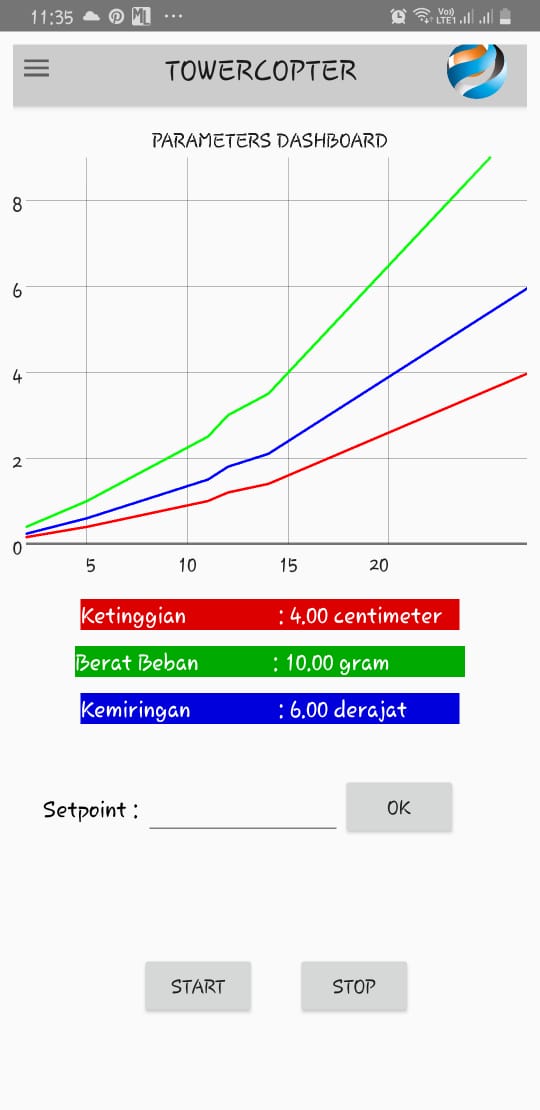 11:35 Vo)) LTE1
TOWERCOPTER
PARAMETERS DASHBOARD
8
6
4
2
0
5 10 15 20
Ketinggian : 4.00 centimeter
Berat Beban : 10.00 gram
Kemiringan : 6.00 derajat
Setpoint : OK
START STOP